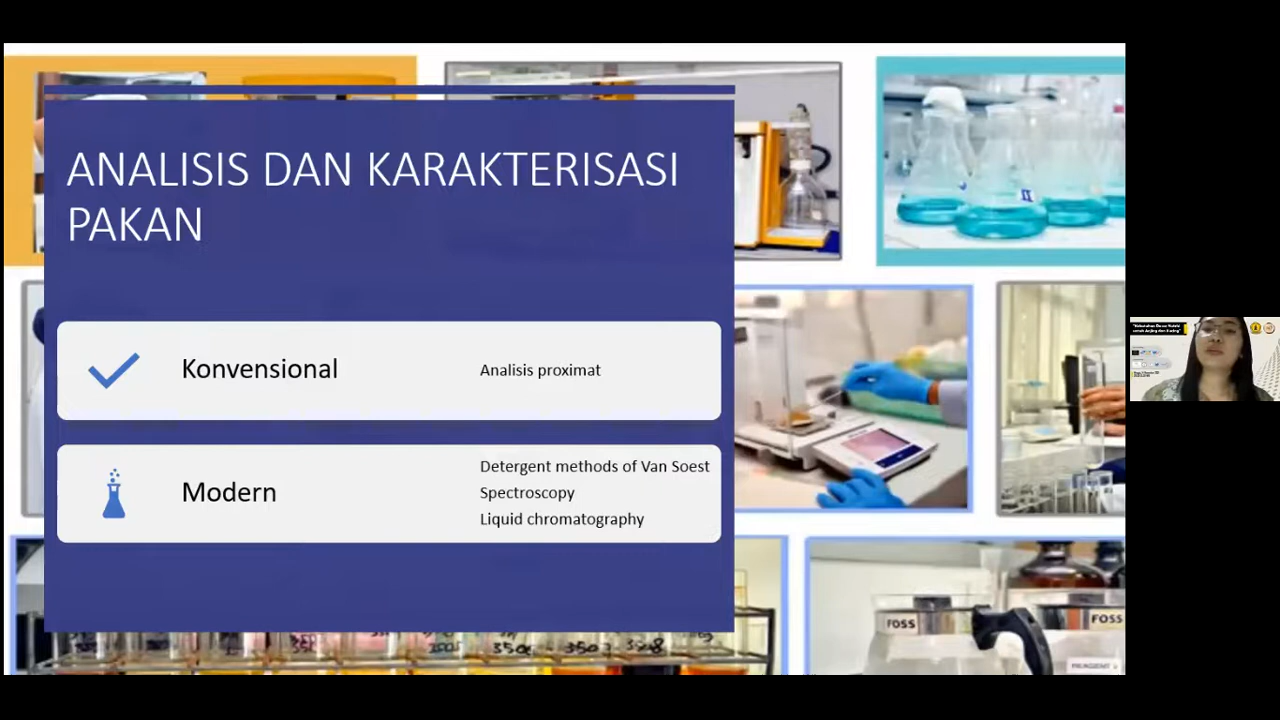 ANALISIS DAN KARAKTERISASI
PAKAN
Konvensional
Analisis proximat
Modern
Detergent methods of Van Soest
Spectroscopy
Liquid chromatography
FOSS
FOSS